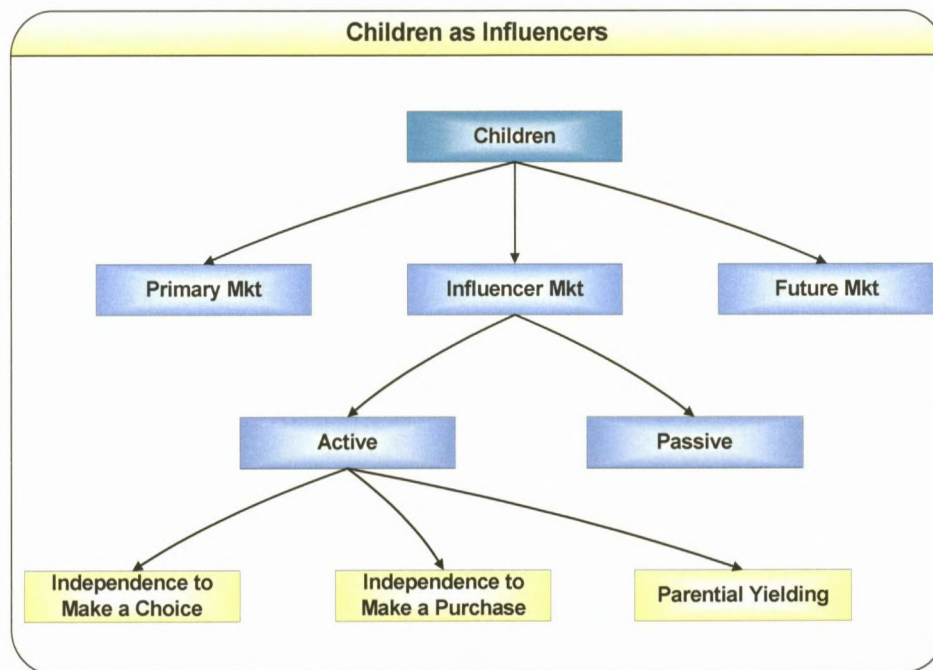 Children as Influencers
Children
Primary Mkt
Influencer Mkt
Future Mkt
Active
Passive
Independence to
Make a Choice
Independence to
Make a Purchase
Parental Yielding